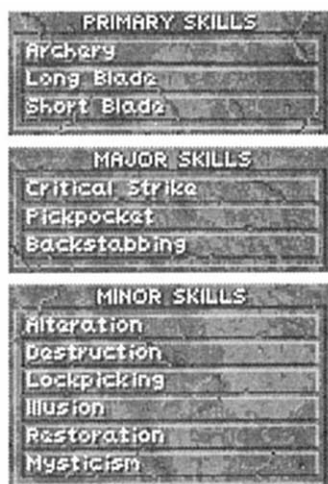 PRIMARY SKILLS
Archery
Long Blade
Short Blade
MAJOR SKILLS
Critical Strike
Pickpocket
Backstabbing
MINOR SKILLS
Alteration
Destruction
Lockpicking
Illusion
Restoration
Mysticism